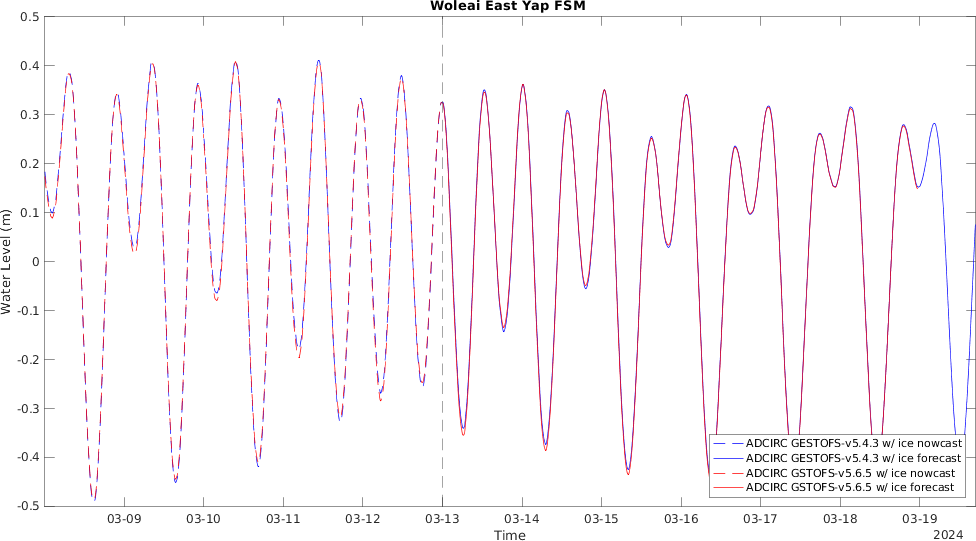 Woleai East Yap FSM
0.5
0.4
0.3
0.2
0.1
0
-0.1
-0.2
-0.3
-0.4
-0.5
Water Level (m)
ADCIRC GESTOFS-v5.4.3 w/ ice nowcast
ADCIRC GESTOFS-v5.4.3 w/ ice forecast
ADCIRC GSTOFS-v5.6.5 w/ ice nowcast
ADCIRC GSTOFS-v5.6.5 w/ ice forecast
03-09 03-10 03-11 03-12 03-13 03-14 03-15 03-16 03-17 03-18 03-19
Time
2024